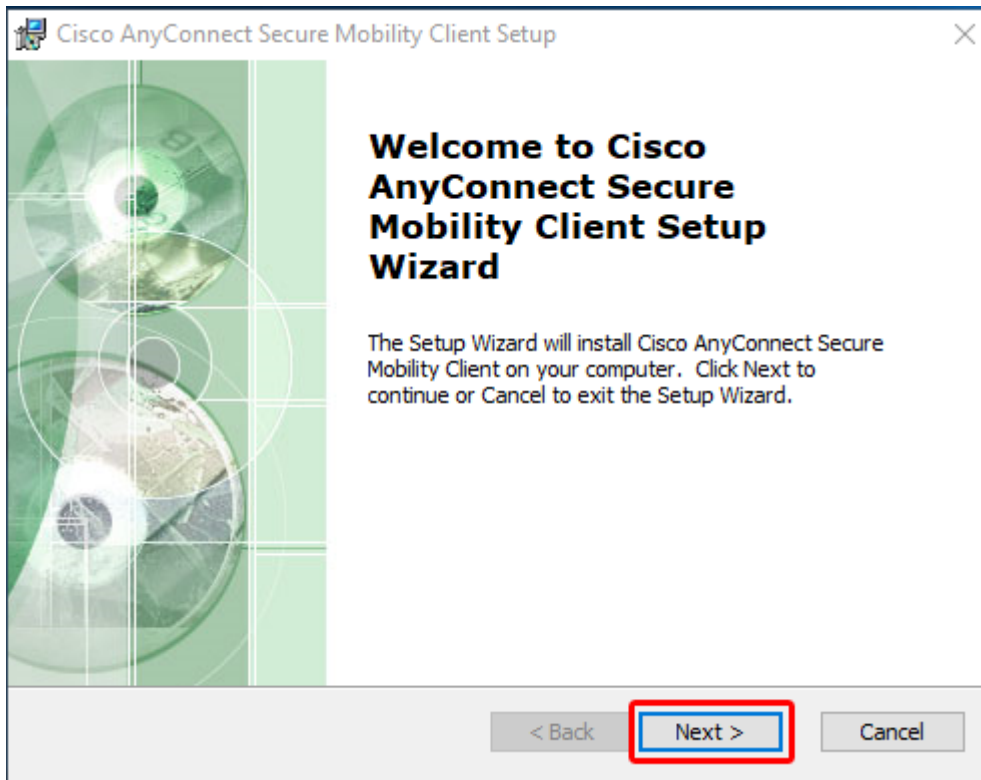 Cisco AnyConnect Secure Mobility Client Setup
Welcome to Cisco
AnyConnect Secure
Mobility Client Setup
Wizard
The Setup Wizard will install Cisco AnyConnect Secure
Mobility Client on your computer. Click Next to
continue or Cancel to exit the Setup Wizard.
< Back
Next >
Cancel